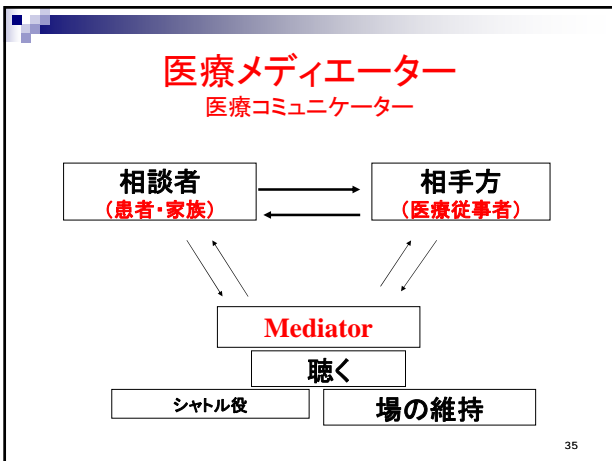 医療メディエーター
医療コミュニケーター
相談者
(患者・家族)
相手方
(医療従事者)
Mediator
聴く
シャトル役
場の維持
35